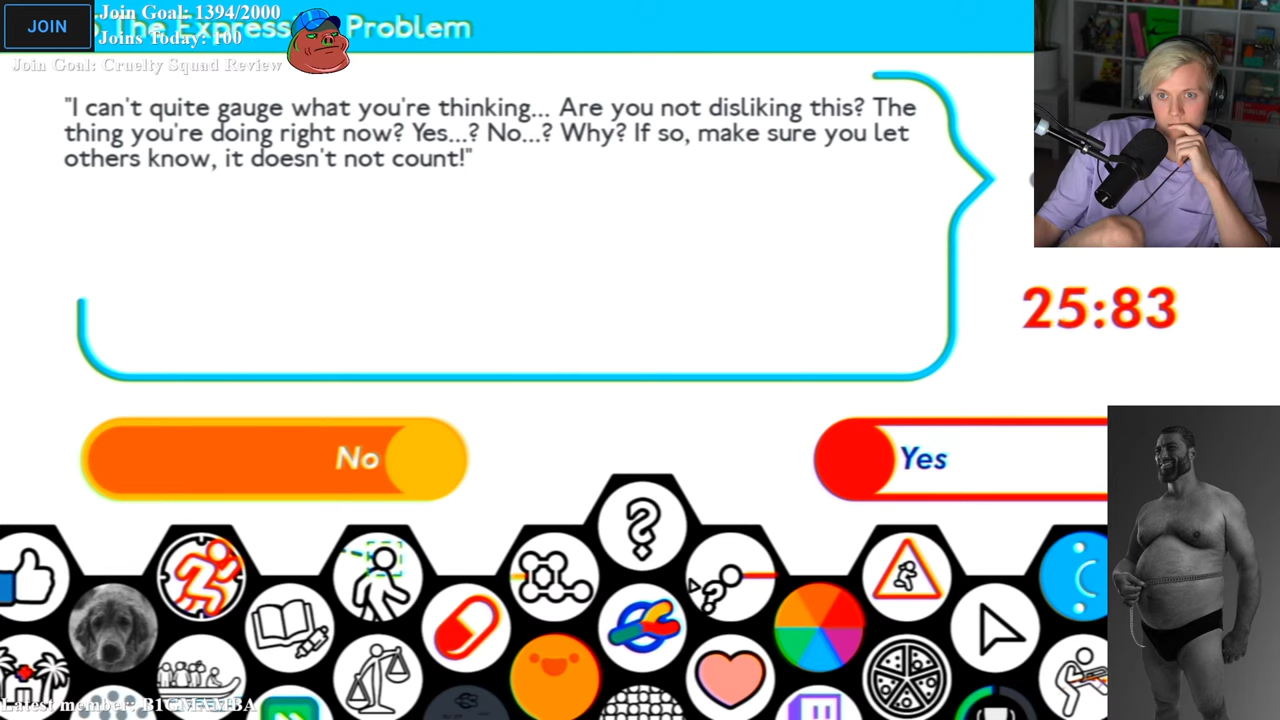 JOIN
Join Goal: 1394/2000
Joins Today: 100
Join Goal: Cruelty Squad Review
The Problem
"I can't quite gauge what you're thinking... Are you not disliking this? The
thing you're doing right now? Yes...? No...? Why? If so, make sure you let
others know, it doesn't not count!"
25:83
No
Yes
Latest member: B1GMAMBA